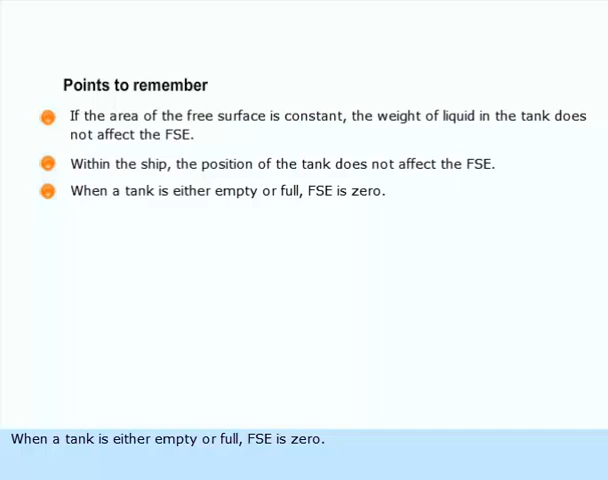 Points to remember
If the area of the free surface is constant, the weight of liquid in the tank does
not affect the FSE.
Within the ship, the position of the tank does not affect the FSE.
When a tank is either empty or full, FSE is zero.
When a tank is either empty or full, FSE is zero.